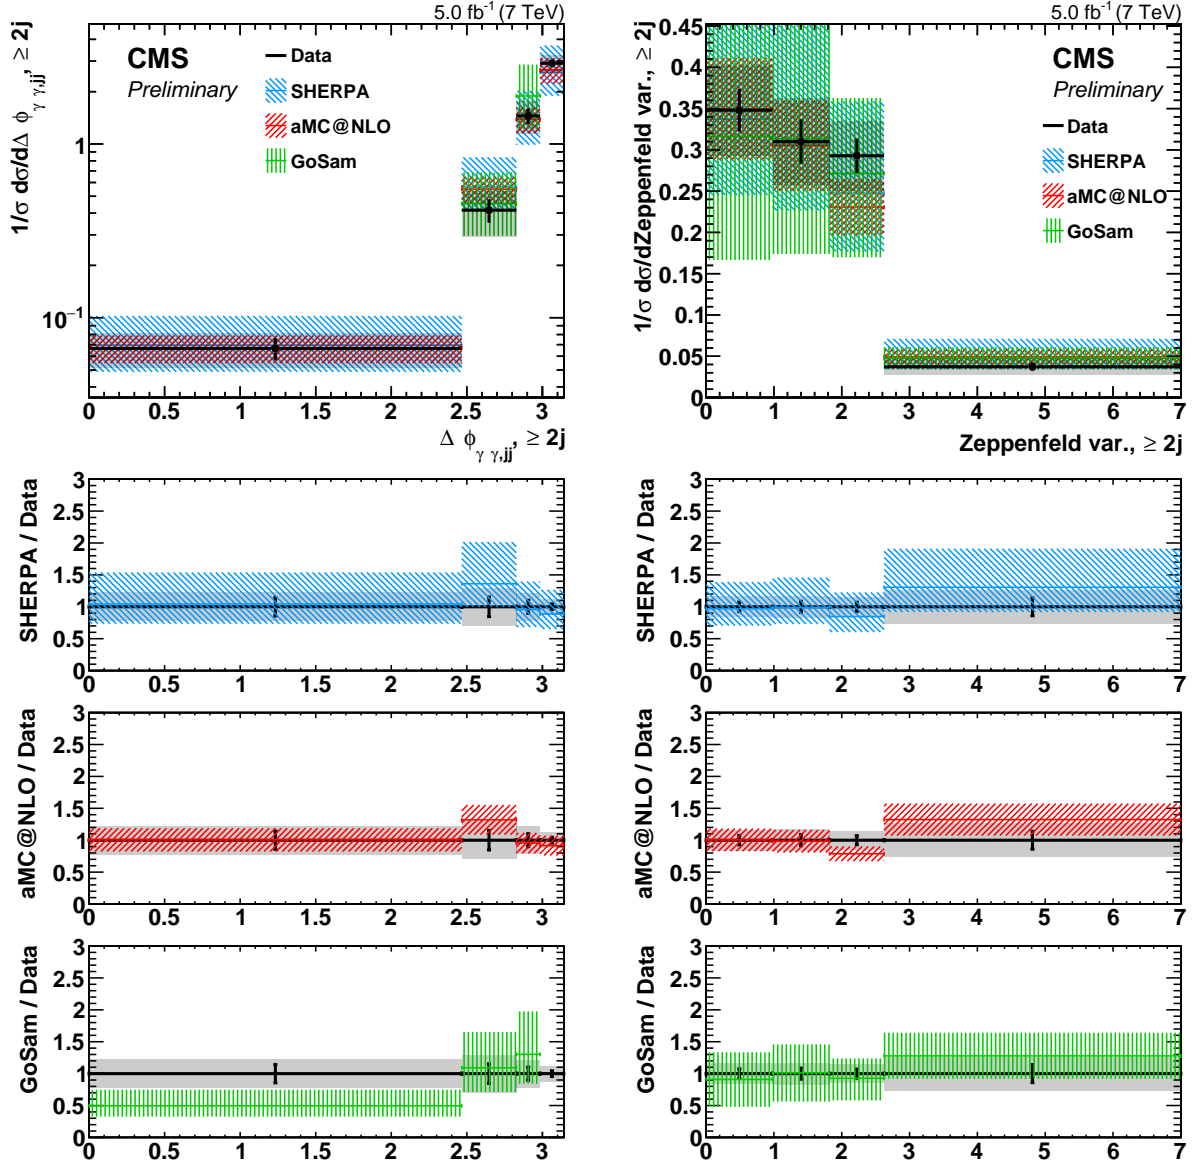 5.0 fb⁻¹ (7 TeV)
1/σ dσ/dΔ ϕ_γ γ,jj, ≥ 2j
CMS
Preliminary
Data
SHERPA
aMC@NLO
GoSam
1
10⁻¹
0 0.5 1 1.5 2 2.5 3
Δ ϕ_γ γ,jj, ≥ 2j
SHERPA / Data
3
2.5
2
1.5
1
0.5
0
0 0.5 1 1.5 2 2.5 3
aMC@NLO / Data
3
2.5
2
1.5
1
0.5
0
0 0.5 1 1.5 2 2.5 3
GoSam / Data
3
2.5
2
1.5
1
0.5
0
0 0.5 1 1.5 2 2.5 3
5.0 fb⁻¹ (7 TeV)
1/σ dσ/dZeppenfeld var., ≥ 2j
CMS
Preliminary
Data
SHERPA
aMC@NLO
GoSam
0.45
0.4
0.35
0.3
0.25
0.2
0.15
0.1
0.05
0
0 1 2 3 4 5 6 7
Zeppenfeld var., ≥ 2j
SHERPA / Data
3
2.5
2
1.5
1
0.5
0
0 1 2 3 4 5 6 7
aMC@NLO / Data
3
2.5
2
1.5
1
0.5
0
0 1 2 3 4 5 6 7
GoSam / Data
3
2.5
2
1.5
1
0.5
0
0 1 2 3 4 5 6 7